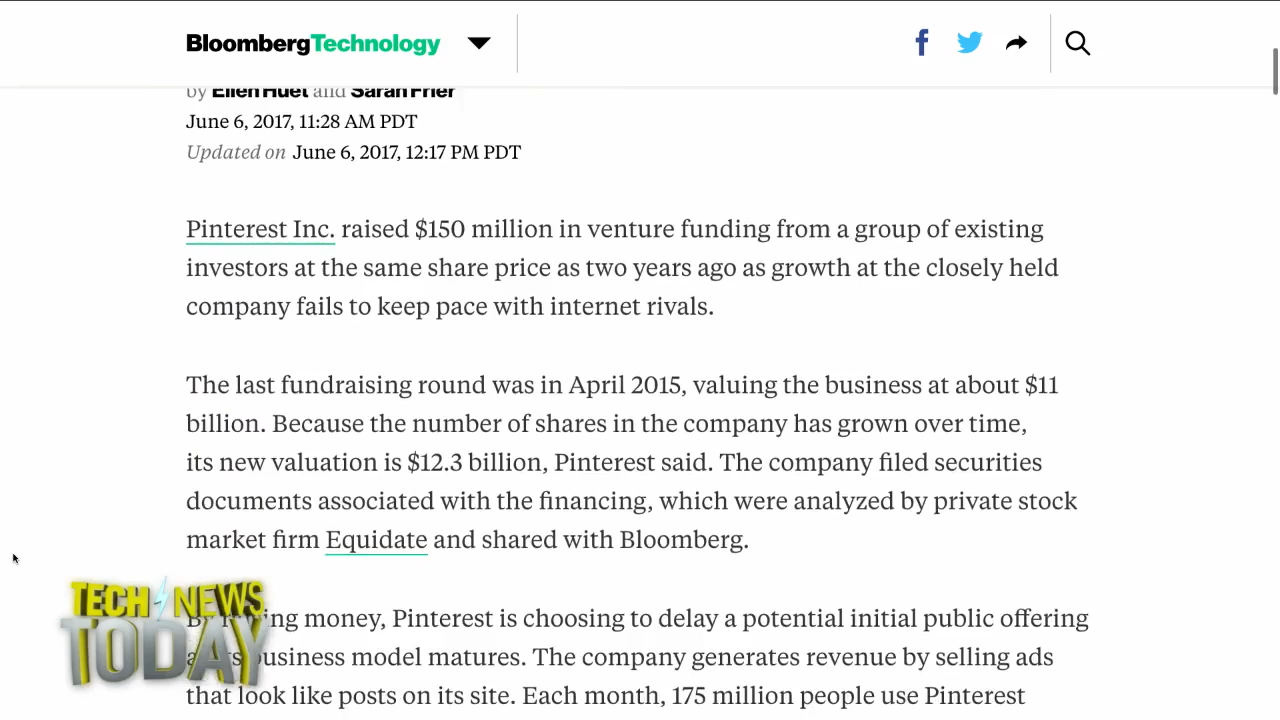 BloombergTechnology
by Ellen Huet and Sarah Frier
June 6, 2017, 11:28 AM PDT
Updated on June 6, 2017, 12:17 PM PDT
Pinterest Inc. raised $150 million in venture funding from a group of existing
investors at the same share price as two years ago as growth at the closely held
company fails to keep pace with internet rivals.
The last fundraising round was in April 2015, valuing the business at about $11
billion. Because the number of shares in the company has grown over time,
its new valuation is $12.3 billion, Pinterest said. The company filed securities
documents associated with the financing, which were analyzed by private stock
market firm Equidate and shared with Bloomberg.
money, Pinterest is choosing to delay a potential initial public offering
business model matures. The company generates revenue by selling ads
that look like posts on its site. Each month, 175 million people use Pinterest
TECH NEWS
TODAY